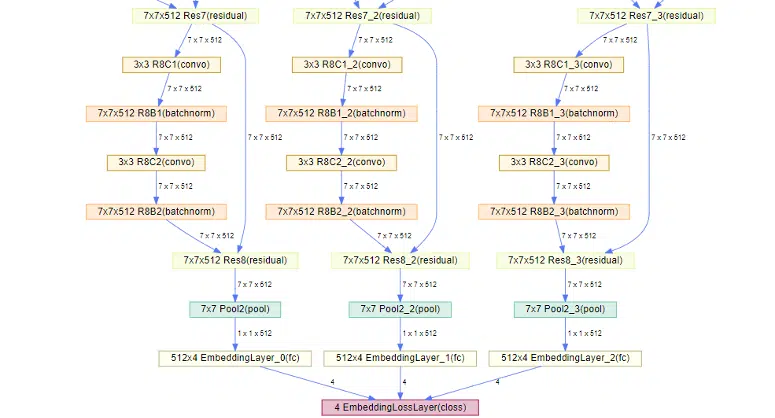 7x7x512 Res7(residual) 7x7x512 Res7_2(residual) 7x7x512 Res7_3(residual)
7 x 7 x 512 7 x 7 x 512 7 x 7 x 512
3x3 R8C1(convo) 3x3 R8C1_2(convo) 3x3 R8C1_3(convo)
7 x 7 x 512 7 x 7 x 512 7 x 7 x 512
7x7x512 R8B1(batchnorm) 7x7x512 R8B1_2(batchnorm) 7x7x512 R8B1_3(batchnorm)
7 x 7 x 512 7 x 7 x 512 7 x 7 x 512 7 x 7 x 512 7 x 7 x 512 7 x 7 x 512
3x3 R8C2(convo) 3x3 R8C2_2(convo) 3x3 R8C2_3(convo)
7 x 7 x 512 7 x 7 x 512 7 x 7 x 512
7x7x512 R8B2(batchnorm) 7x7x512 R8B2_2(batchnorm) 7x7x512 R8B2_3(batchnorm)
7 x 7 x 512 7 x 7 x 512 7 x 7 x 512
7x7x512 Res8(residual) 7x7x512 Res8_2(residual) 7x7x512 Res8_3(residual)
7 x 7 x 512 7 x 7 x 512 7 x 7 x 512
7x7 Pool2(pool) 7x7 Pool2_2(pool) 7x7 Pool2_3(pool)
1 x 1 x 512 1 x 1 x 512 1 x 1 x 512
512x4 EmbeddingLayer_0(fc) 512x4 EmbeddingLayer_1(fc) 512x4 EmbeddingLayer_2(fc)
4 4 4
4 EmbeddingLossLayer(closs)